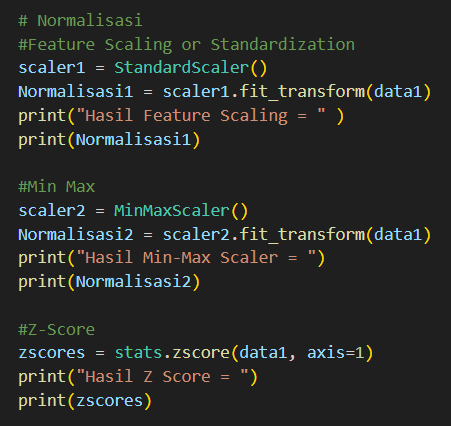 # Normalisasi
#Feature Scaling or Standardization
scaler1 = StandardScaler()
Normalisasi1 = scaler1.fit_transform(data1)
print("Hasil Feature Scaling = " )
print(Normalisasi1)
#Min Max
scaler2 = MinMaxScaler()
Normalisasi2 = scaler2.fit_transform(data1)
print("Hasil Min-Max Scaler = ")
print(Normalisasi2)
#Z-Score
zscores = stats.zscore(data1, axis=1)
print("Hasil Z Score = ")
print(zscores)